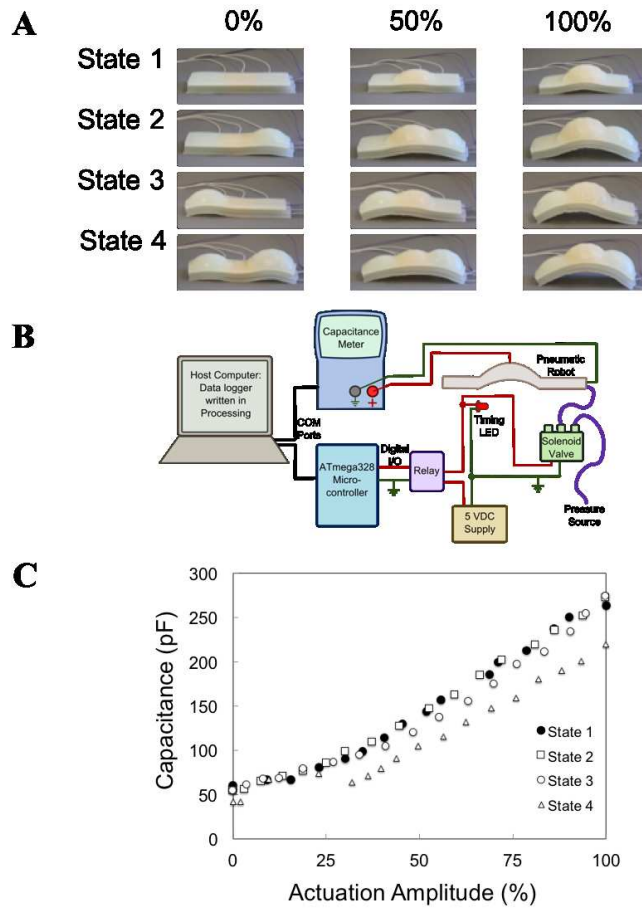 A
0% 50% 100%
State 1
State 2
State 3
State 4
B
Capacitance
Meter
Host Computer:
Data logger
written in
Processing
COM
Ports
ATmega328
Micro-
controller
Digital
I/O
Relay
Timing
LED
5 VDC
Supply
Pneumatic
Robot
Solenoid
Valve
Pressure
Source
C
Capacitance (pF)
300
250
200
150
100
50
0
0 25 50 75 100
Actuation Amplitude (%)
State 1
State 2
State 3
State 4